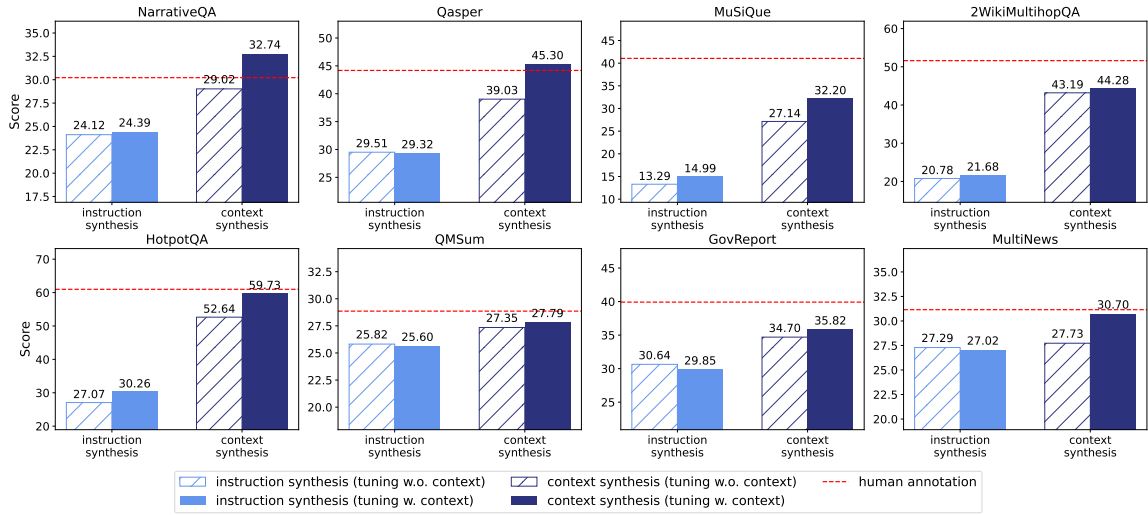 NarrativeQA
Score
35.0
32.5
30.0
27.5
25.0
22.5
20.0
17.5
24.12
24.39
29.02
32.74
instruction
synthesis
context
synthesis
Qasper
50
45
40
35
30
25
29.51
29.32
39.03
45.30
instruction
synthesis
context
synthesis
MuSiQue
45
40
35
30
25
20
15
10
13.29
14.99
27.14
32.20
instruction
synthesis
context
synthesis
2WikiMultihopQA
60
50
40
30
20
20.78
21.68
43.19
44.28
instruction
synthesis
context
synthesis
HotpotQA
Score
70
60
50
40
30
20
27.07
30.26
52.64
59.73
instruction
synthesis
context
synthesis
QMSum
32.5
30.0
27.5
25.0
22.5
20.0
25.82
25.60
27.35
27.79
instruction
synthesis
context
synthesis
GovReport
45
40
35
30
25
30.64
29.85
34.70
35.82
instruction
synthesis
context
synthesis
MultiNews
35.0
32.5
30.0
27.5
25.0
22.5
20.0
27.29
27.02
27.73
30.70
instruction
synthesis
context
synthesis
instruction synthesis (tuning w.o. context)
instruction synthesis (tuning w. context)
context synthesis (tuning w.o. context)
context synthesis (tuning w. context)
human annotation